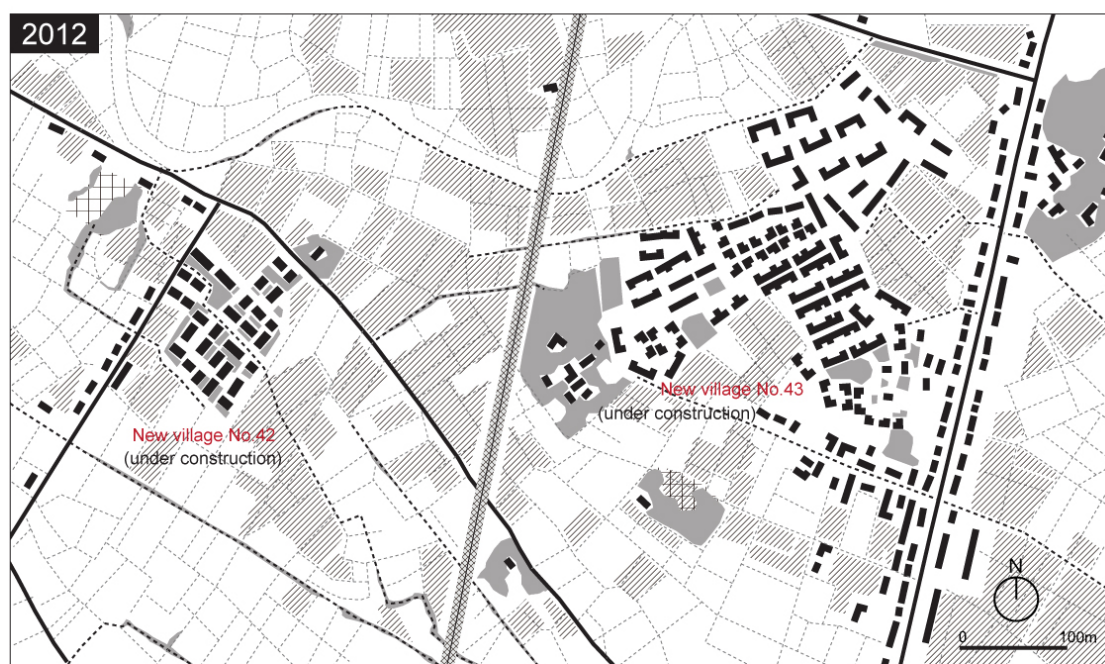 2012
New village No.43
(under construction)
New village No.42
(under construction)
N
0 100m